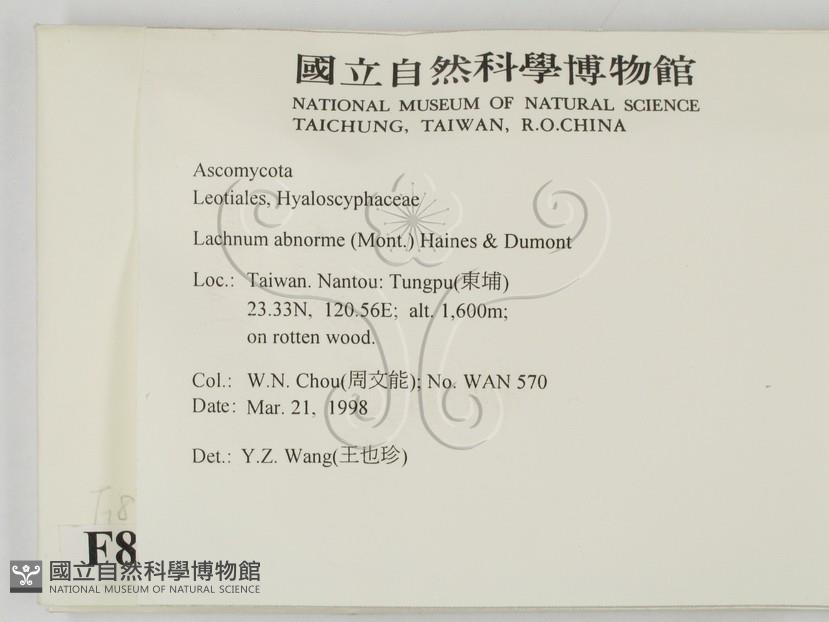 國立自然科學博物館
NATIONAL MUSEUM OF NATURAL SCIENCE
TAICHUNG, TAIWAN, R.O.CHINA
Ascomycota
Leotiales, Hyaloscyphaceae
Lachnum abnorme (Mont.) Haines & Dumont
Loc.: Taiwan. Nantou: Tungpu(東埔)
23.33N, 120.56E; alt. 1,600m;
on rotten wood.
Col.: W.N. Chou(周文能); No. WAN 570
Date: Mar. 21, 1998
Det.: Y.Z. Wang(王也珍)
F8
國立自然科學博物館
NATIONAL MUSEUM OF NATURAL SCIENCE